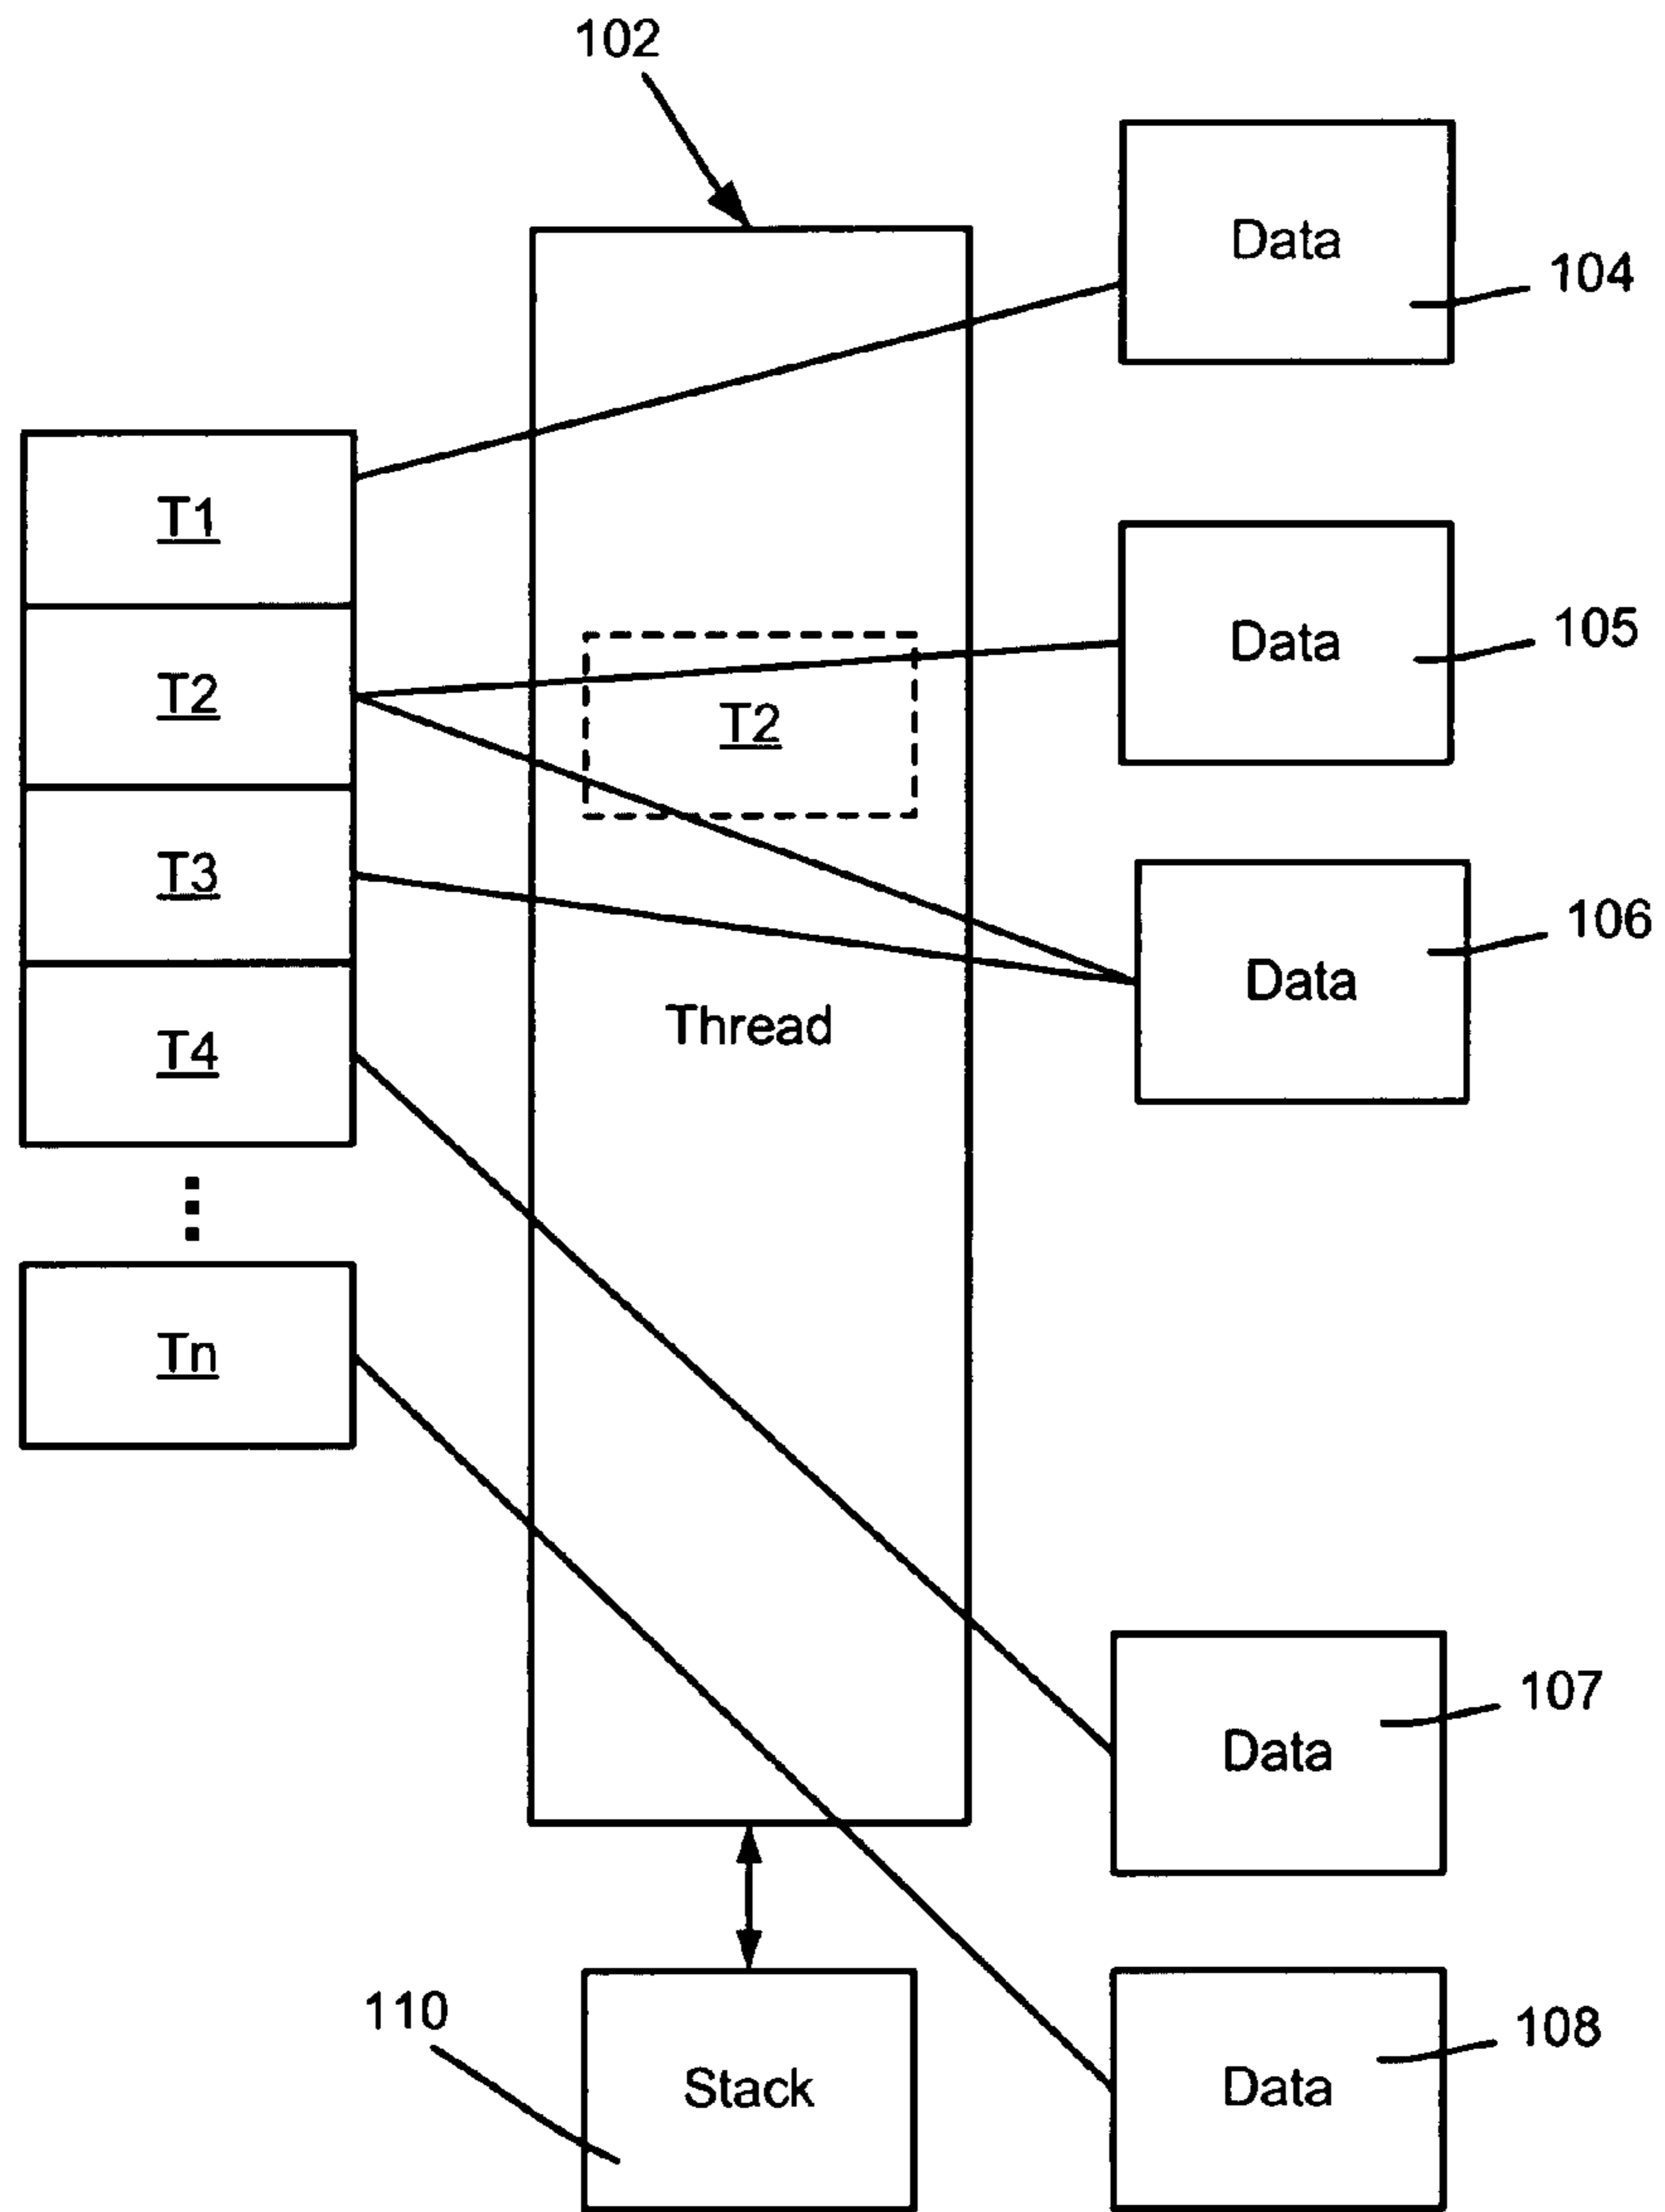 102
Data
104
T1
Data
105
T2
T2
T3
Data
106
Thread
T4
Tn
Data
107
110
Stack
Data
108